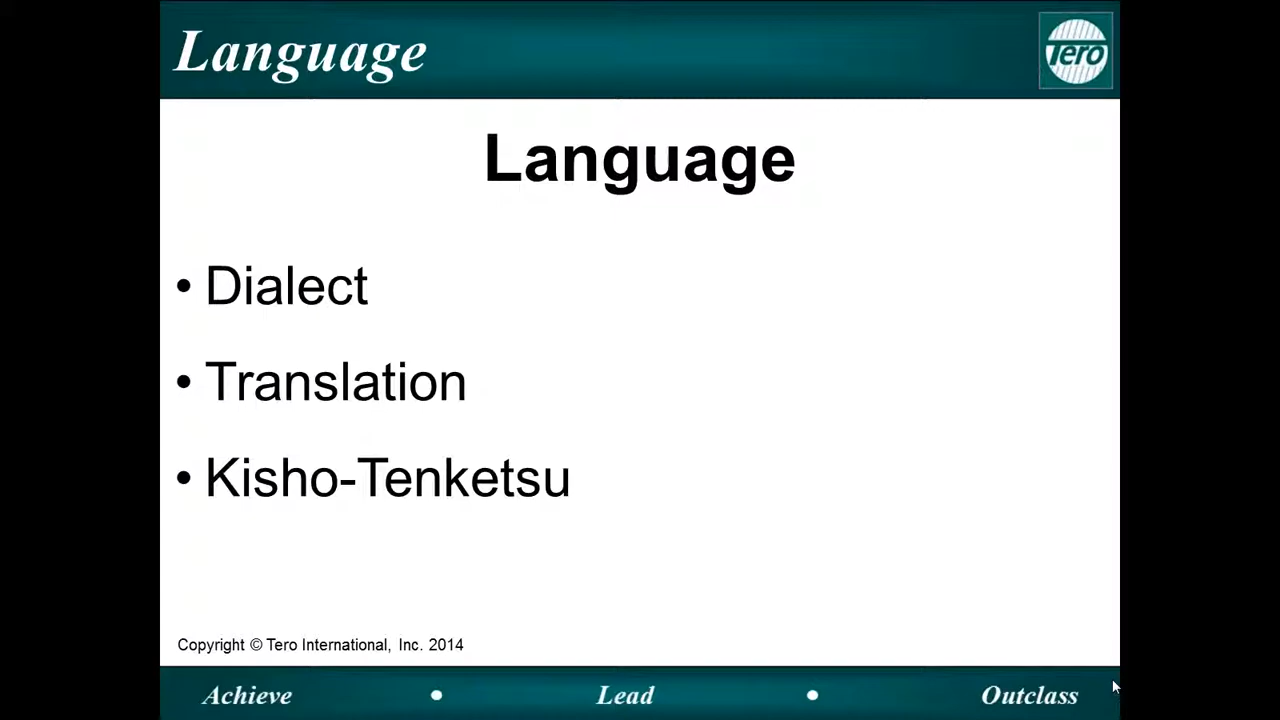 Language
Tero
Language
• Dialect
• Translation
• Kisho-Tenketsu
Copyright © Tero International, Inc. 2014
Achieve • Lead • Outclass